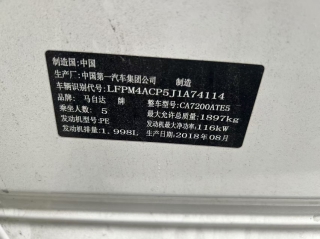 制造国:中国
生产厂:中国第一汽车集团公司 制造
车辆识别代号:LFPM4ACP5J1A74114
品牌:马自达 牌 整车型号:CA7200ATE5
乘坐人数:5 最大允许总质量:1897kg
发动机型号:PE 发动机最大净功率:116kW
发动机排量:1.998L 生产日期:2018年08月